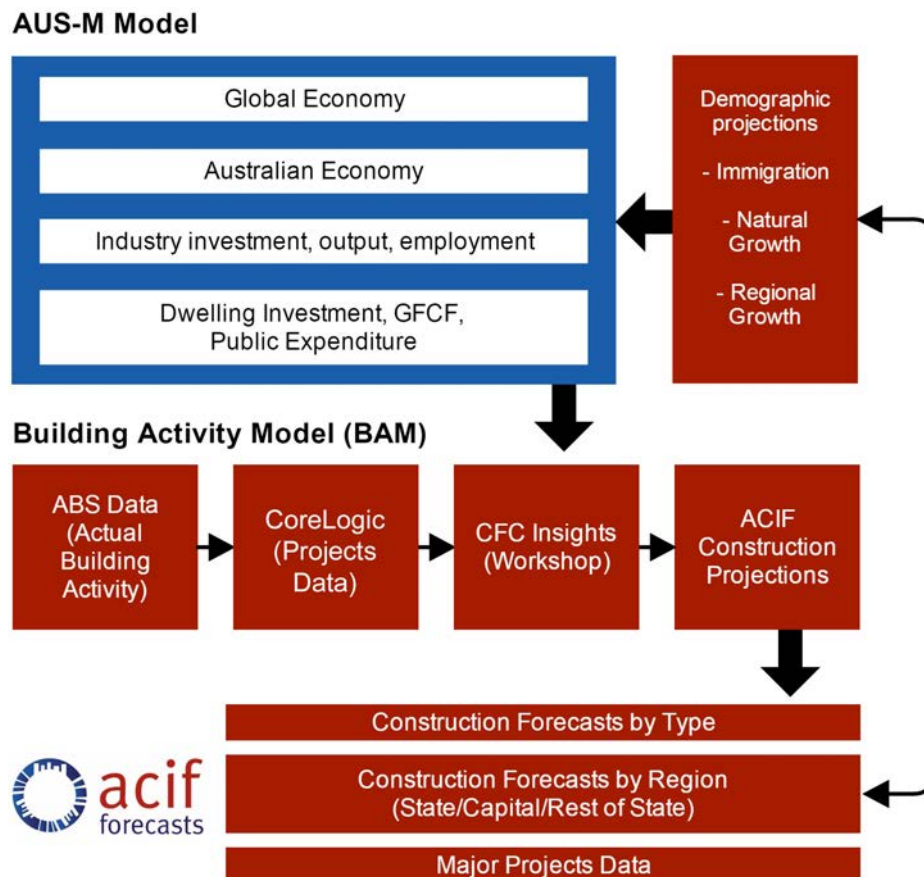 AUS-M Model
Global Economy
Australian Economy
Industry investment, output, employment
Dwelling Investment, GFCF,
Public Expenditure
Demographic
projections
- Immigration
- Natural
Growth
- Regional
Growth
Building Activity Model (BAM)
ABS Data
(Actual
Building
Activity)
CoreLogic
(Projects
Data)
CFC Insights
(Workshop)
ACIF
Construction
Projections
Construction Forecasts by Type
Construction Forecasts by Region
(State/Capital/Rest of State)
Major Projects Data
acif
forecasts